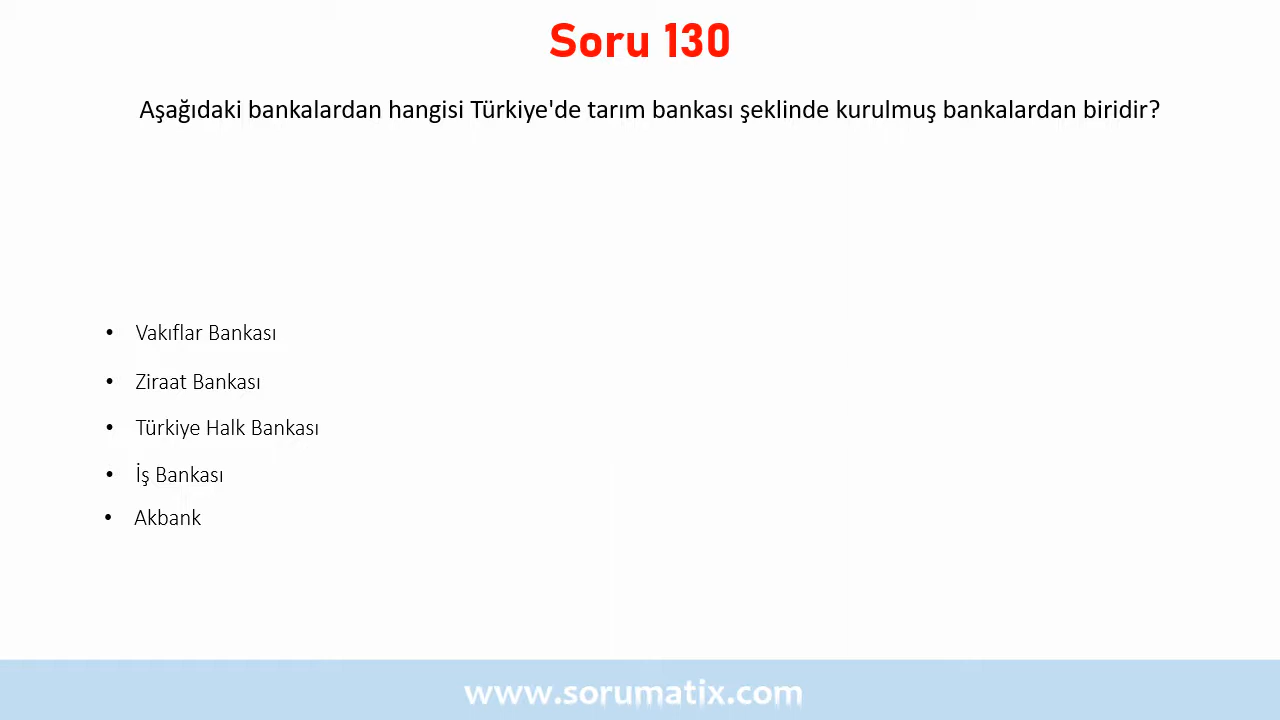 Soru 130
Aşağıdaki bankalardan hangisi Türkiye'de tarım bankası şeklinde kurulmuş bankalardan biridir?
• Vakıflar Bankası
• Ziraat Bankası
• Türkiye Halk Bankası
• İş Bankası
• Akbank
www.sorumatix.com